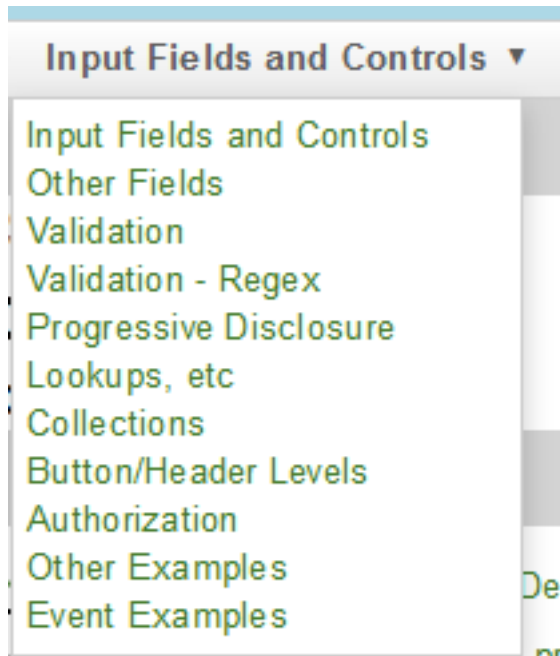 Input Fields and Controls ▼
Input Fields and Controls
Other Fields
Validation
Validation - Regex
Progressive Disclosure
Lookups, etc
Collections
Button/Header Levels
Authorization
Other Examples
De
Event Examples